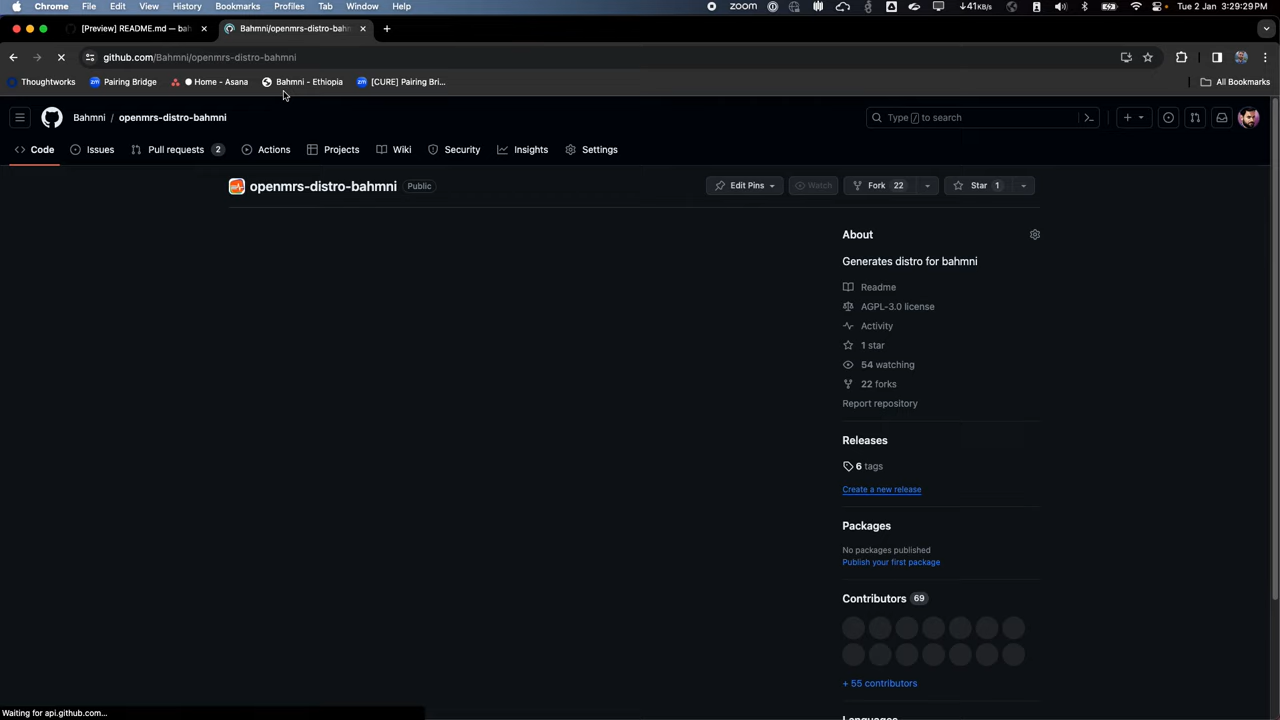 Chrome File Edit View History Bookmarks Profiles Tab Window Help zoom 41KB/s Tue 2 Jan 3:29:29 PM
[Preview] README.md — bah
Bahmni/openmrs-distro-bahmn
github.com/Bahmni/openmrs-distro-bahmni
Thoughtworks Pairing Bridge Home - Asana Bahmni - Ethiopia [CURE] Pairing Bri... All Bookmarks
Bahmni / openmrs-distro-bahmni Type / to search
Code Issues Pull requests 2 Actions Projects Wiki Security Insights Settings
openmrs-distro-bahmni Public Edit Pins Watch Fork 22 Star 1
About
Generates distro for bahmni
Readme
AGPL-3.0 license
Activity
1 star
54 watching
22 forks
Report repository
Releases
6 tags
Create a new release
Packages
No packages published
Publish your first package
Contributors 69
+ 55 contributors
Languages
Waiting for api.github.com...